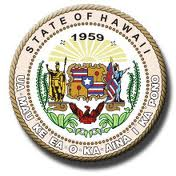 STATE OF HAWAII
1959
UA MAU KE EA O KA AINA I KA PONO